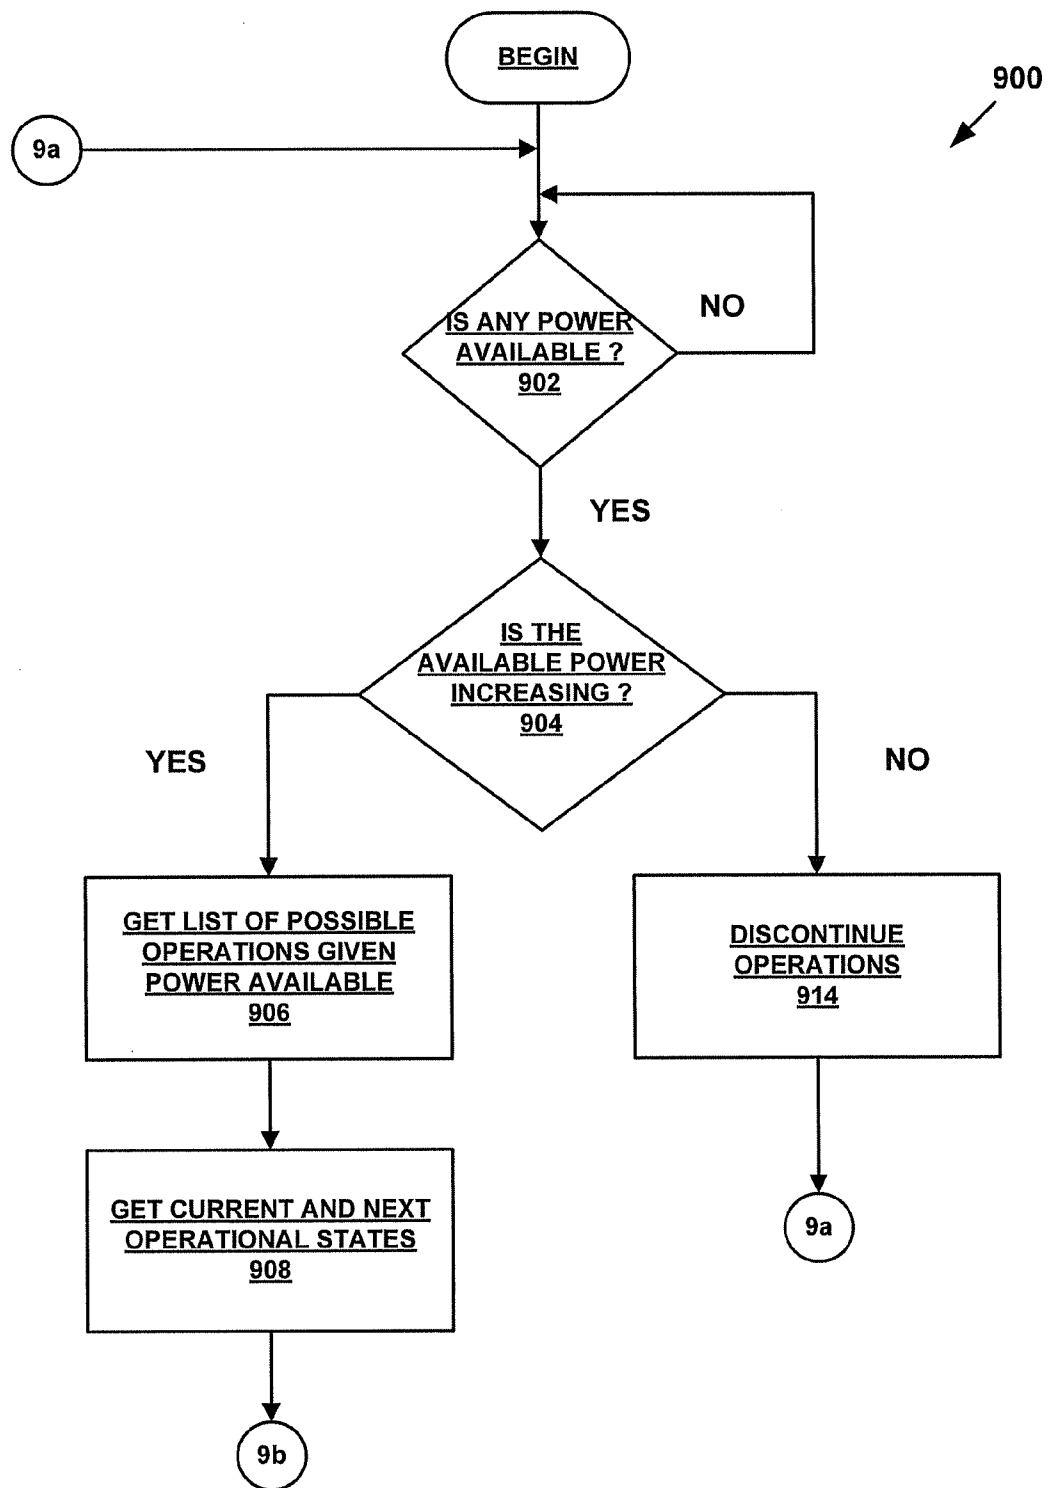 BEGIN
900
9a
IS ANY POWER
AVAILABLE ?
902
NO
YES
IS THE
AVAILABLE POWER
INCREASING ?
904
YES
NO
GET LIST OF POSSIBLE
OPERATIONS GIVEN
POWER AVAILABLE
906
DISCONTINUE
OPERATIONS
914
GET CURRENT AND NEXT
OPERATIONAL STATES
908
9a
9b